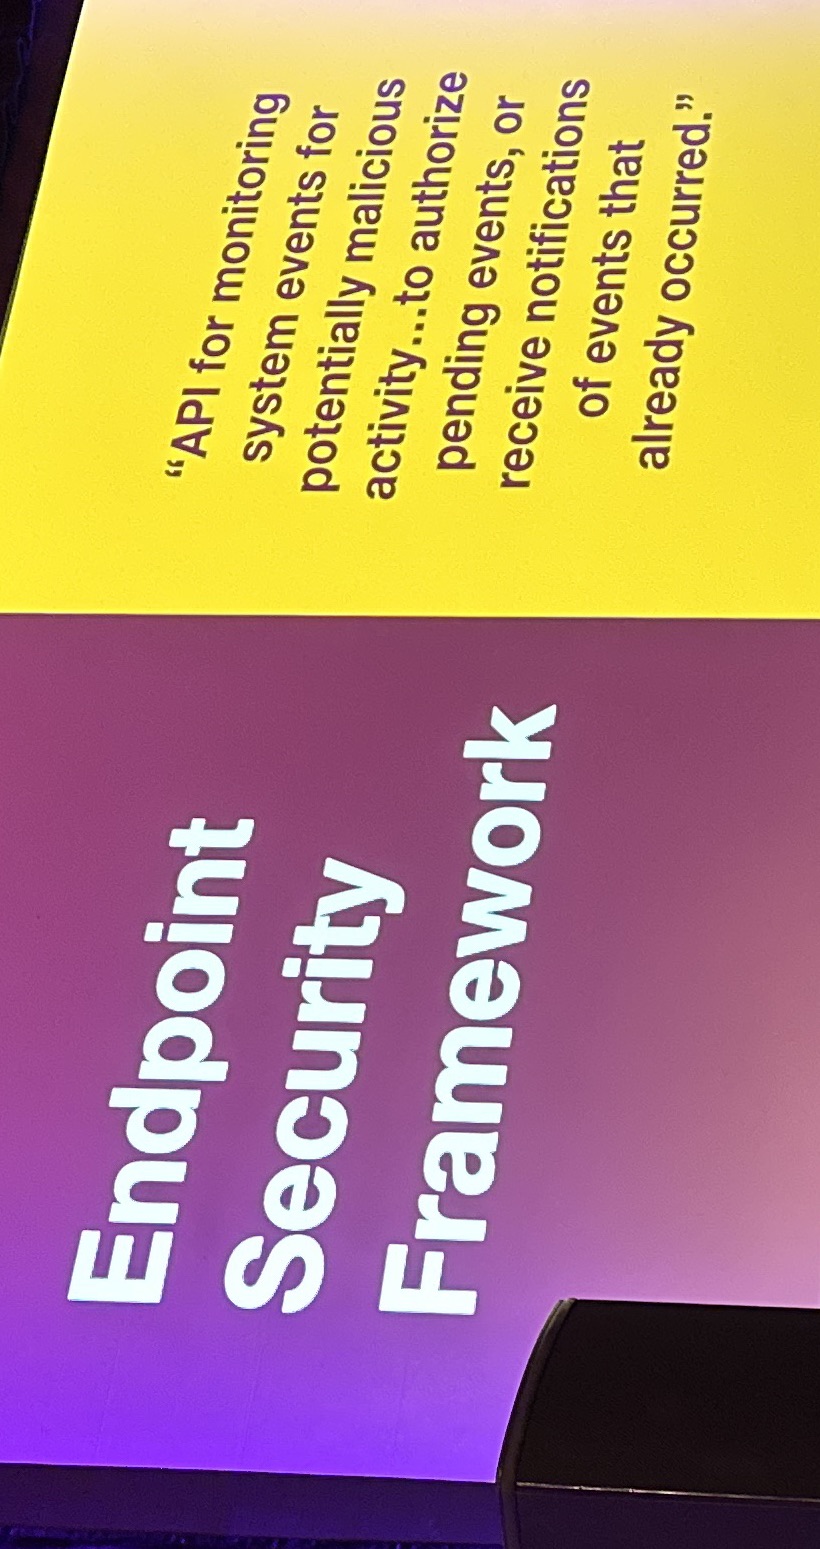 Endpoint
Security
Framework
“API for monitoring
system events for
potentially malicious
activity...to authorize
pending events, or
receive notifications
of events that
already occurred.”